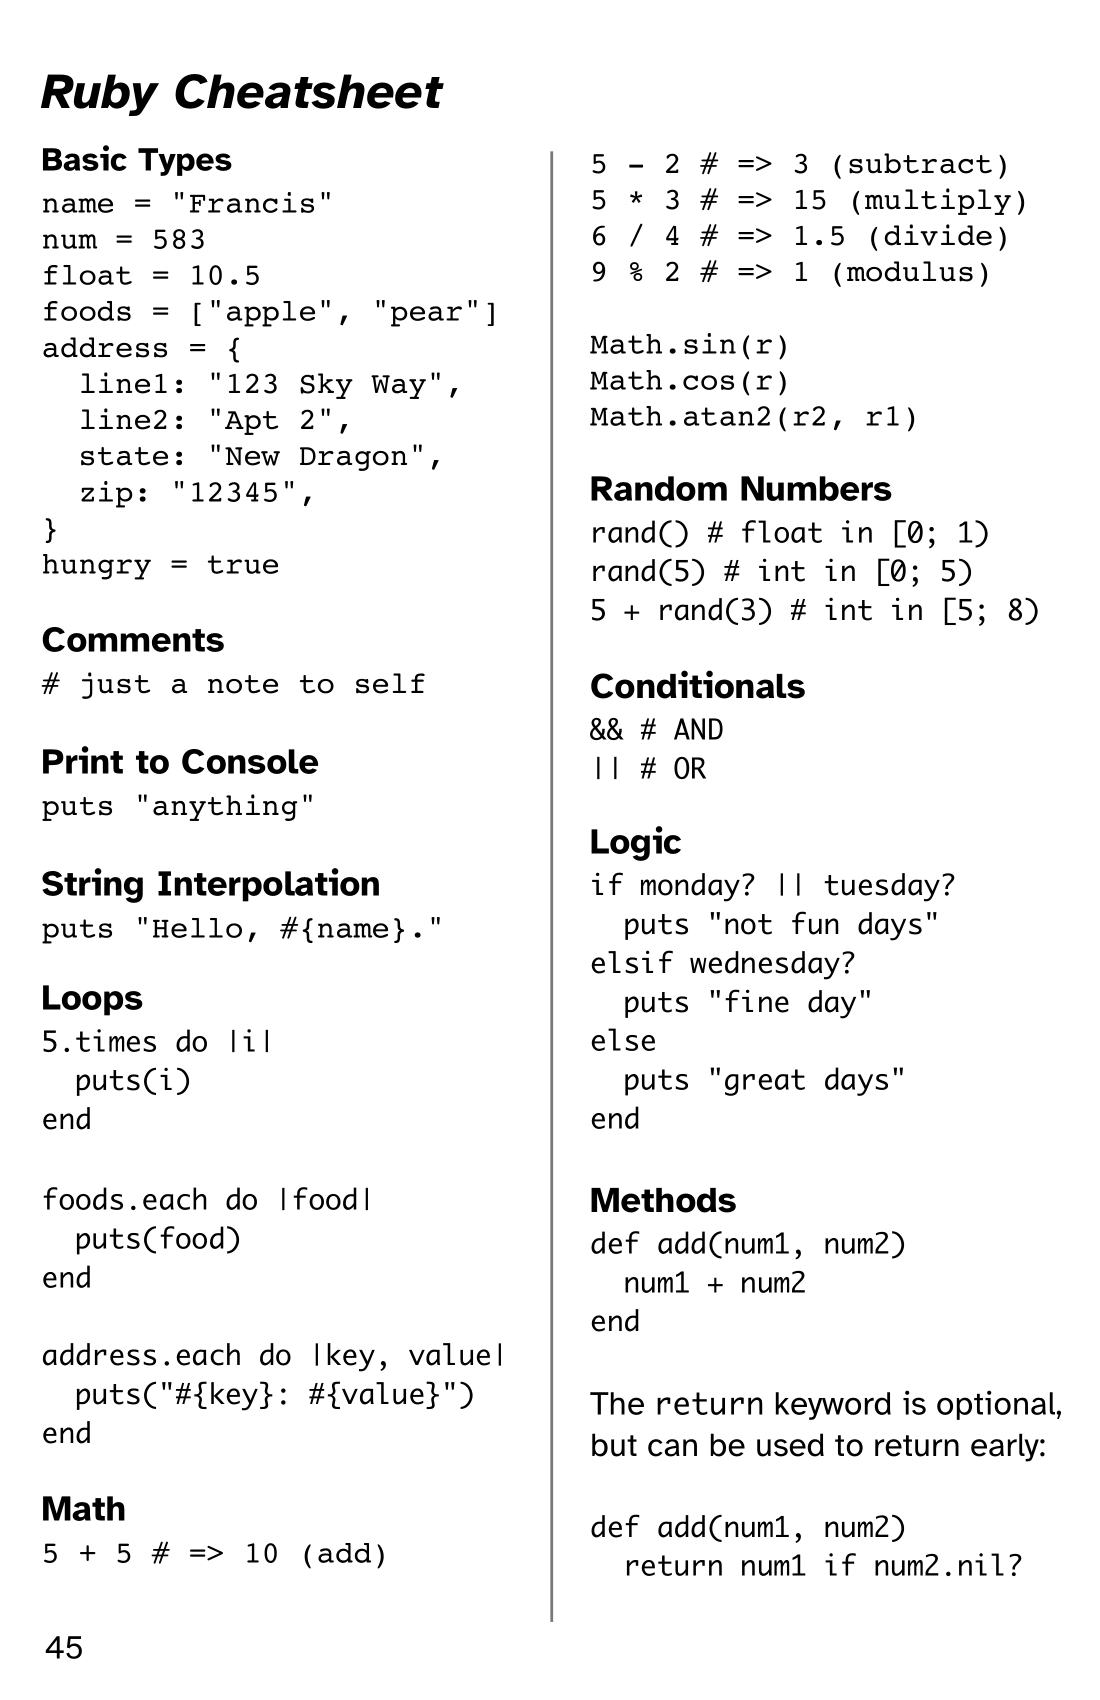 Ruby Cheatsheet
Basic Types
name = "Francis"
num = 583
float = 10.5
foods = ["apple", "pear"]
address = {
  line1: "123 Sky Way",
  line2: "Apt 2",
  state: "New Dragon",
  zip: "12345",
}
hungry = true
Comments
# just a note to self
Print to Console
puts "anything"
String Interpolation
puts "Hello, #{name}."
Loops
5.times do |i|
  puts(i)
end
foods.each do |food|
  puts(food)
end
address.each do |key, value|
  puts("#{key}: #{value}")
end
Math
5 + 5 # => 10 (add)
5 - 2 # => 3 (subtract)
5 * 3 # => 15 (multiply)
6 / 4 # => 1.5 (divide)
9 % 2 # => 1 (modulus)
Math.sin(r)
Math.cos(r)
Math.atan2(r2, r1)
Random Numbers
rand() # float in [0; 1)
rand(5) # int in [0; 5)
5 + rand(3) # int in [5; 8)
Conditionals
&& # AND
|| # OR
Logic
if monday? || tuesday?
  puts "not fun days"
elsif wednesday?
  puts "fine day"
else
  puts "great days"
end
Methods
def add(num1, num2)
  num1 + num2
end
The return keyword is optional,
but can be used to return early:
def add(num1, num2)
  return num1 if num2.nil?
45